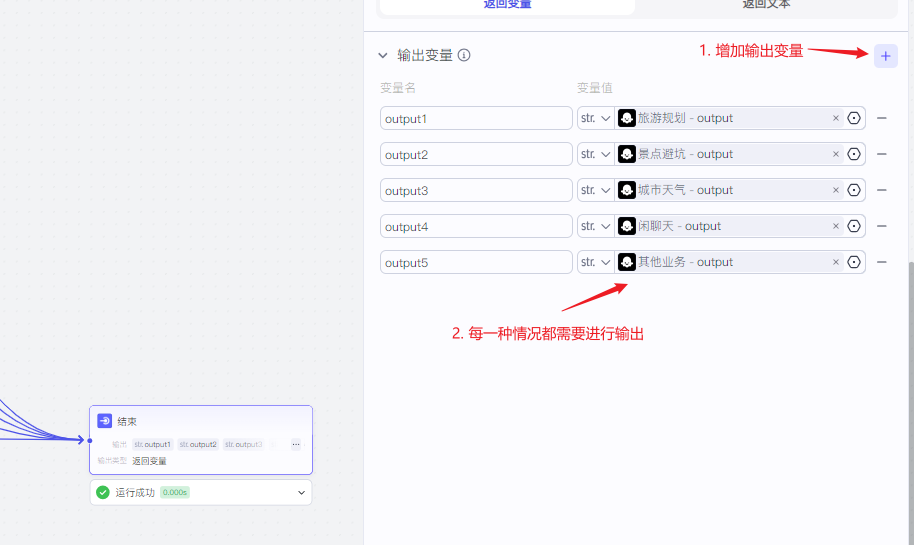 返回变量
返回文本
输出变量
1. 增加输出变量
变量名
变量值
output1
str.
旅游规划 - output
output2
str.
景点避坑 - output
output3
str.
城市天气 - output
output4
str.
闲聊天 - output
output5
str.
其他业务 - output
2. 每一种情况都需要进行输出
结束
输出 str. output1 str. output2 str. output3
输出类型 返回变量
运行成功 0.000s